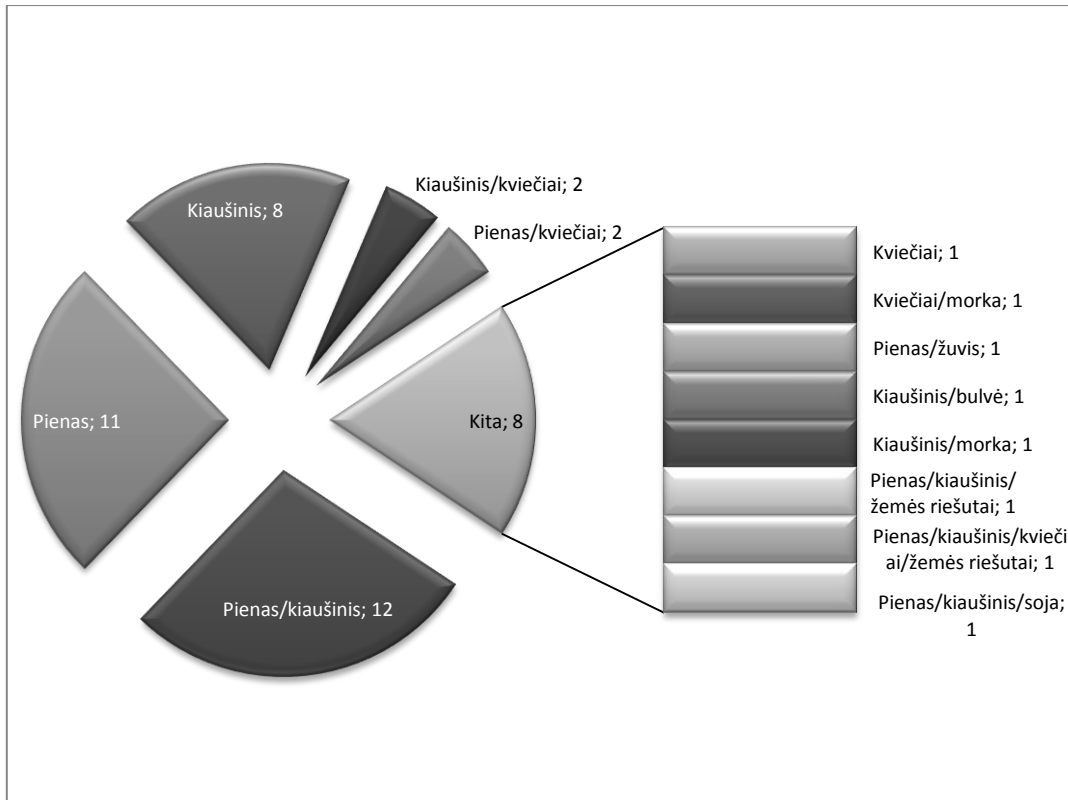 Kiaušinis; 8
Kiaušinis/kviečiai; 2
Pienas/kviečiai; 2
Pienas; 11
Kita; 8
Pienas/kiaušinis; 12
Kviečiai; 1
Kviečiai/morka; 1
Pienas/žuvis; 1
Kiaušinis/bulvė; 1
Kiaušinis/morka; 1
Pienas/kiaušinis/
žemės riešutai; 1
Pienas/kiaušinis/klvieči
ai/žemės riešutai; 1
Pienas/kiaušinis/soja;
1